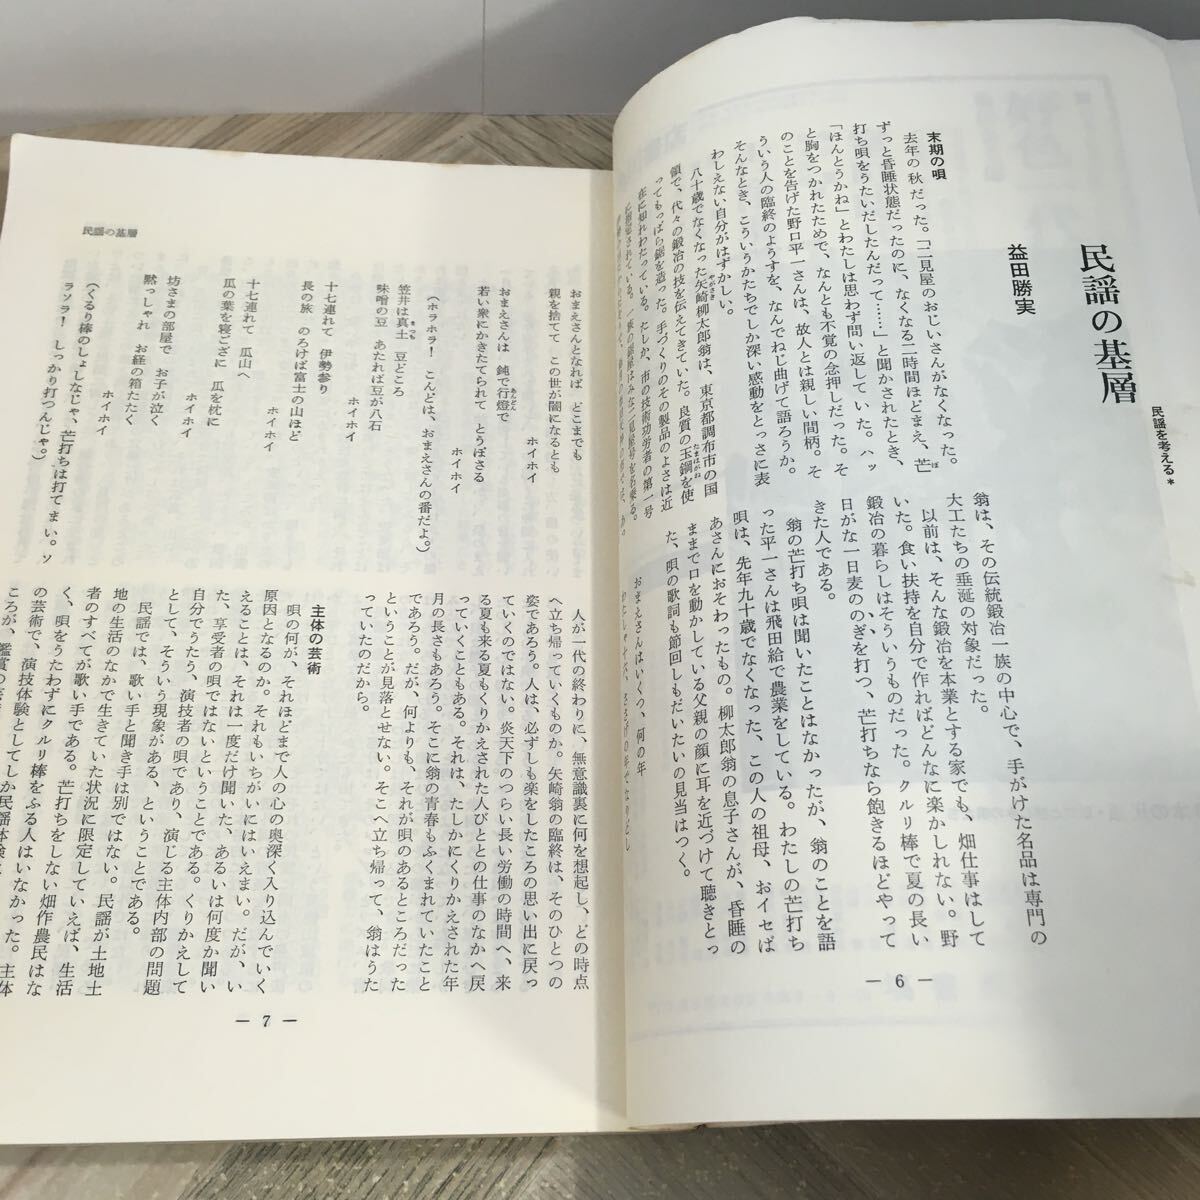 民謡を考える＊
民謡の基層
益田勝実
末期の唄
去年の秋だった。「二見屋のおじいさんがなくなった。
ずっと昏睡状態だったのに、なくなる二時間ほどまえ、芒
打ち唄をうたいだしたんだって……」と聞かされたとき、
「ほんとうかね」とわたしは思わず問い返していた。ハッ
と胸をつかれたためで、なんとも不覚の念押しだった。そ
のことを告げた野口平一さんは、故人とは親しい間柄。そ
ういう人の臨終のようすを、なんでねじ曲げて語ろうか。
そんなとき、こういうかたちでしか深い感動をとっさに表
わしえない自分がはずかしい。
八十歳でなくなった矢崎柳太郎翁は、東京都調布市の国
領で、代々の鍛冶の技を伝えてきていた。良質の玉鋼を使
ってもっぱら鋸を造った。手づくりのその製品のよさは近
在に知れわたっている。たしか、市の技術功労者の第一号
翁は、その伝統鍛冶一族の中心で、手がけた名品は専門の
大工たちの垂涎の対象だった。
以前は、そんな鍛冶を本業とする家でも、畑仕事はして
いた。食い扶持を自分で作ればどんなに楽かしれない。野
鍛冶の暮らしはそういうものだった。クルリ棒で夏の長い
日がな一日麦ののぎを打つ、芒打ちなら飽きるほどやって
きた人である。
翁の芒打ち唄は聞いたことはなかったが、翁のことを語
った平一さんは飛田給で農業をしている。わたしの芒打ち
唄は、先年九十歳でなくなった、この人の祖母、おイセば
あさんにおそわったもの。柳太郎翁の息子さんが、昏睡の
ままで口を動かしている父親の顔に耳を近づけて聴きとっ
た、唄の歌詞も節回しもだいたいの見当はつく。
おまえさんはいくつ、何の年
— 6 —
民謡の基層
おまえさんとなれば　どこまでも
親を捨てて　この世が闇になるとも
ホイホイ
おまえさんは　鈍で行燈で
若い衆にかきたてられて　とうぼさる
ホイホイ
（ホラホラ！　こんどは、おまえさんの番だよ。）
笠井は真土　豆どころ
味噌の豆　あたれば豆が八石
ホイホイ
十七連れて　伊勢参り
長の旅　のろけば富士の山ほど
ホイホイ
十七連れて　瓜山へ
瓜の葉を寝ござに　瓜を枕に
ホイホイ
坊さまの部屋で　お子が泣く
黙っしゃれ　お経の箱たたく
ホイホイ
（くるり棒のしょしなじゃ、芒打ちは打てまい。ッ
ラソラ！　しっかり打つんじゃ。）
人が一代の終わりに、無意識裏に何を想起し、どの時点
へ立ち帰っていくものか。矢崎翁の臨終は、そのひとつの
姿であろう。人は、必ずしも楽をしたころの思い出に戻っ
ていくのではない。炎天下のつらい長い労働の時間へ、来
る夏も来る夏もくりかえされた人びととの仕事のなかへ戻
っていくこともある。それは、たしかにくりかえされた年
月の長さもあろう。そこに翁の青春もふくまれていたこと
であろう。だが、何よりも、それが唄のあるところだった
ということが見落とせない。そこへ立ち帰って、翁はうた
っていたのだから。
主体の芸術
唄の何が、それほどまで人の心の奥深く入り込んでいく
原因となるのか。それもいちがいにはいえまい。だが、い
えることは、それは一度だけ聞いた、あるいは何度か聞い
た、享受者の唄ではないということである。くりかえして
自分でうたう、演技者の唄であり、演じる主体内部の問題
として、そういう現象がある、ということである。
民謡では、歌い手と聞き手は別ではない。民謡が土地土
地の生活のなかで生きていた状況に限定していえば、生活
者のすべてが歌い手である。芒打ちをしない畑作農民はな
く、唄をうたわずにクルリ棒をふる人はいなかった。主体
の芸術で、演技体験としてしか民謡体験
ころが、鑑賞の
— 7 —